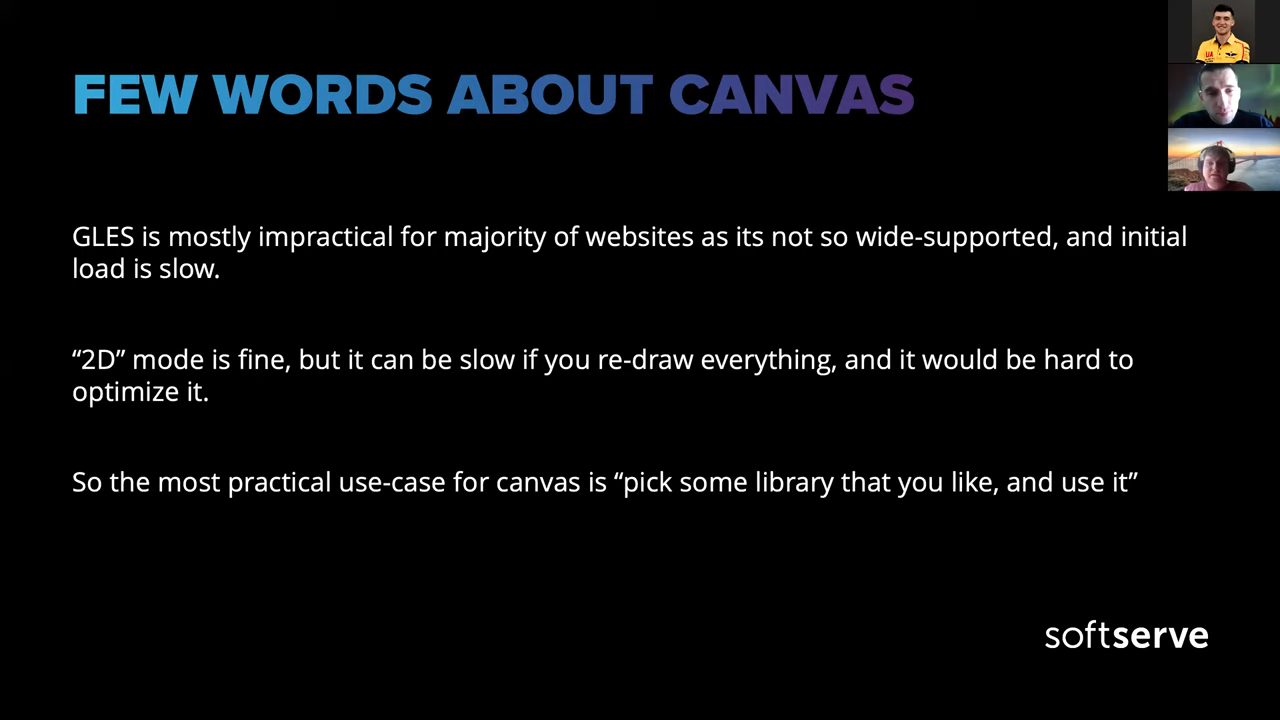 FEW WORDS ABOUT CANVAS
UA
GLES is mostly impractical for majority of websites as its not so wide-supported, and initial
load is slow.
“2D” mode is fine, but it can be slow if you re-draw everything, and it would be hard to
optimize it.
So the most practical use-case for canvas is “pick some library that you like, and use it”
softserve